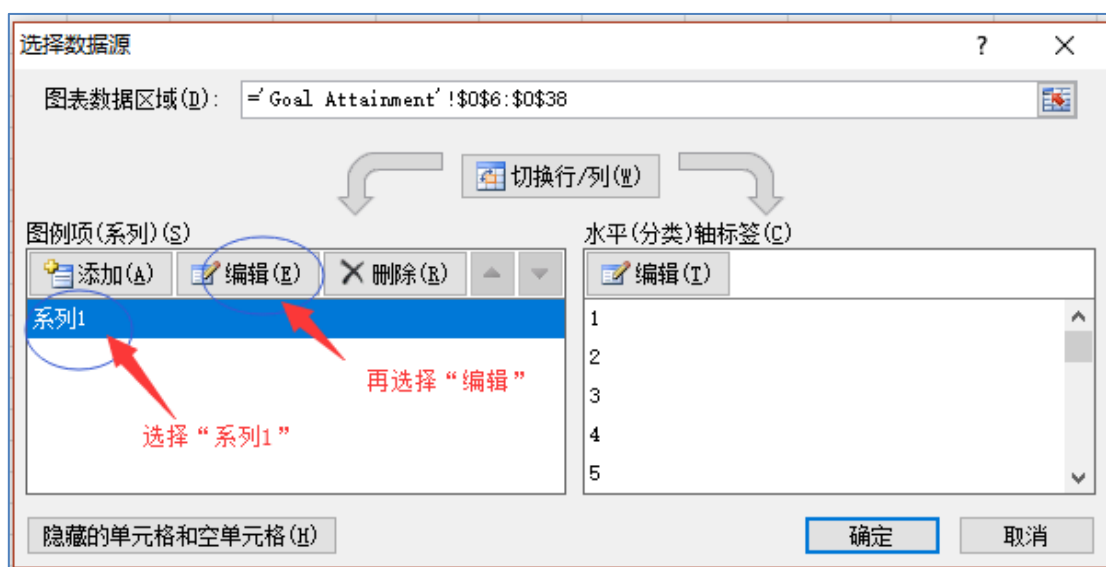 选择数据源
?
图表数据区域(D): ='Goal Attainment'!$O$6:$O$38
切换行/列(W)
图例项(系列)(S)
水平(分类)轴标签(C)
添加(A) 编辑(E) 删除(R)
编辑(T)
系列1
1
2
3
4
5
再选择“编辑”
选择“系列1”
隐藏的单元格和空单元格(H)
确定
取消